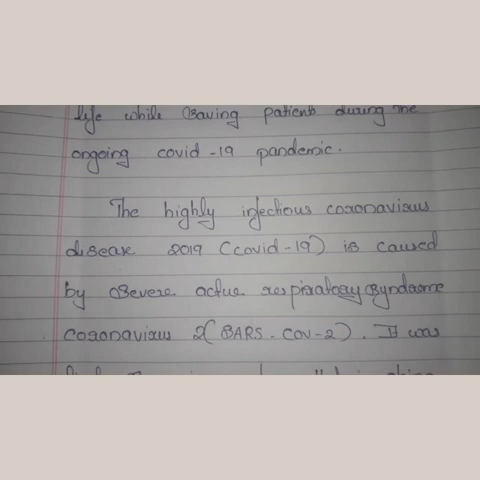 life while saving patients during the
ongoing covid-19 pandemic.
The highly infectious coronavirus
disease 2019 (covid-19) is caused
by severe actue respiratory syndrome
coronavirus 2(SARS-COV-2). It was